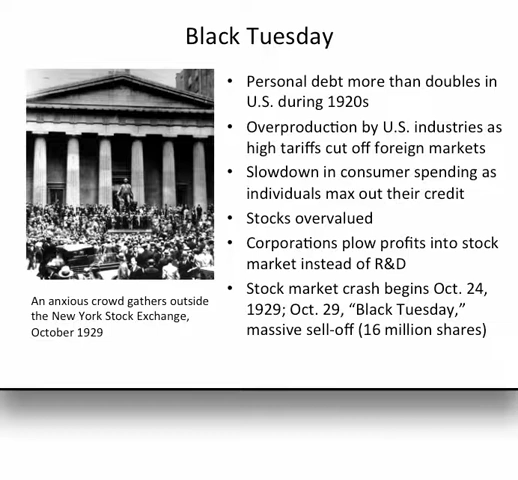 Black Tuesday
• Personal debt more than doubles in
U.S. during 1920s
• Overproduction by U.S. industries as
high tariffs cut off foreign markets
• Slowdown in consumer spending as
individuals max out their credit
• Stocks overvalued
• Corporations plow profits into stock
market instead of R&D
• Stock market crash begins Oct. 24,
1929; Oct. 29, “Black Tuesday,”
massive sell-off (16 million shares)
An anxious crowd gathers outside
the New York Stock Exchange,
October 1929